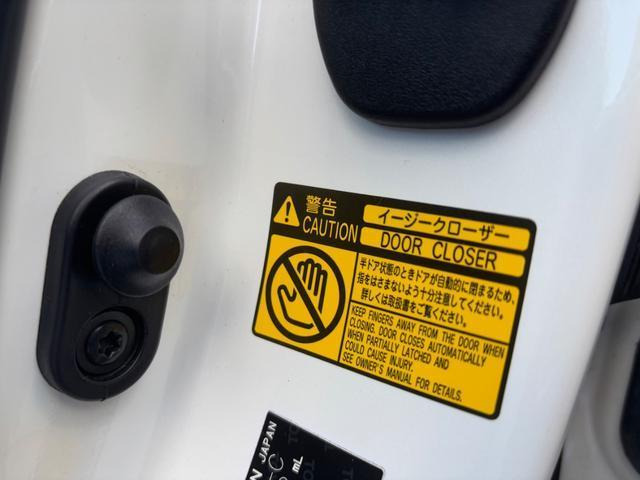 警告
CAUTION
イージークローザー
DOOR CLOSER
半ドア状態のときドアが自動的に閉まるため、
指をはさまないよう十分注意してください。
詳しくは取扱書をご覧ください。
KEEP FINGERS AWAY FROM THE DOOR WHEN
CLOSING. DOOR CLOSES AUTOMATICALLY
WHEN PARTIALLY LATCHED AND
COULD CAUSE INJURY.
SEE OWNER'S MANUAL FOR DETAILS.
N JAPAN
-C
mL